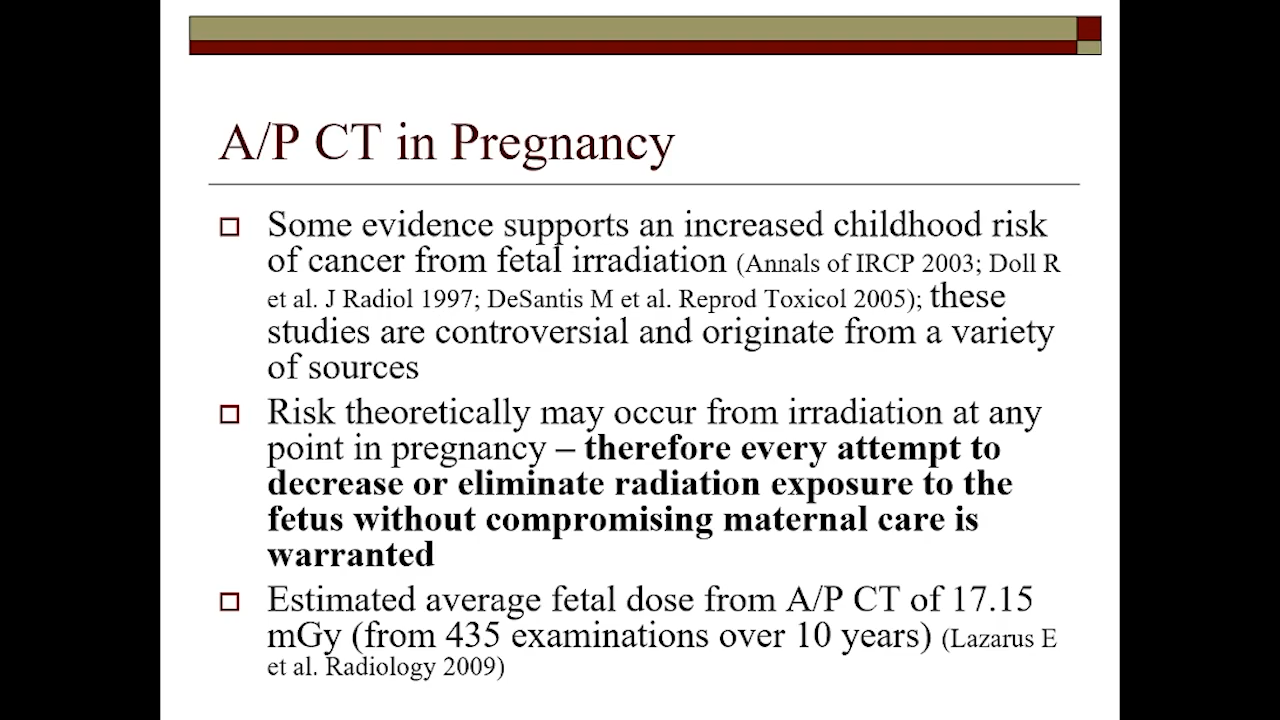 A/P CT in Pregnancy
Some evidence supports an increased childhood risk
of cancer from fetal irradiation (Annals of IRCP 2003; Doll R
et al. J Radiol 1997; DeSantis M et al. Reprod Toxicol 2005); these
studies are controversial and originate from a variety
of sources
Risk theoretically may occur from irradiation at any
point in pregnancy – therefore every attempt to
decrease or eliminate radiation exposure to the
fetus without compromising maternal care is
warranted
Estimated average fetal dose from A/P CT of 17.15
mGy (from 435 examinations over 10 years) (Lazarus E
et al. Radiology 2009)